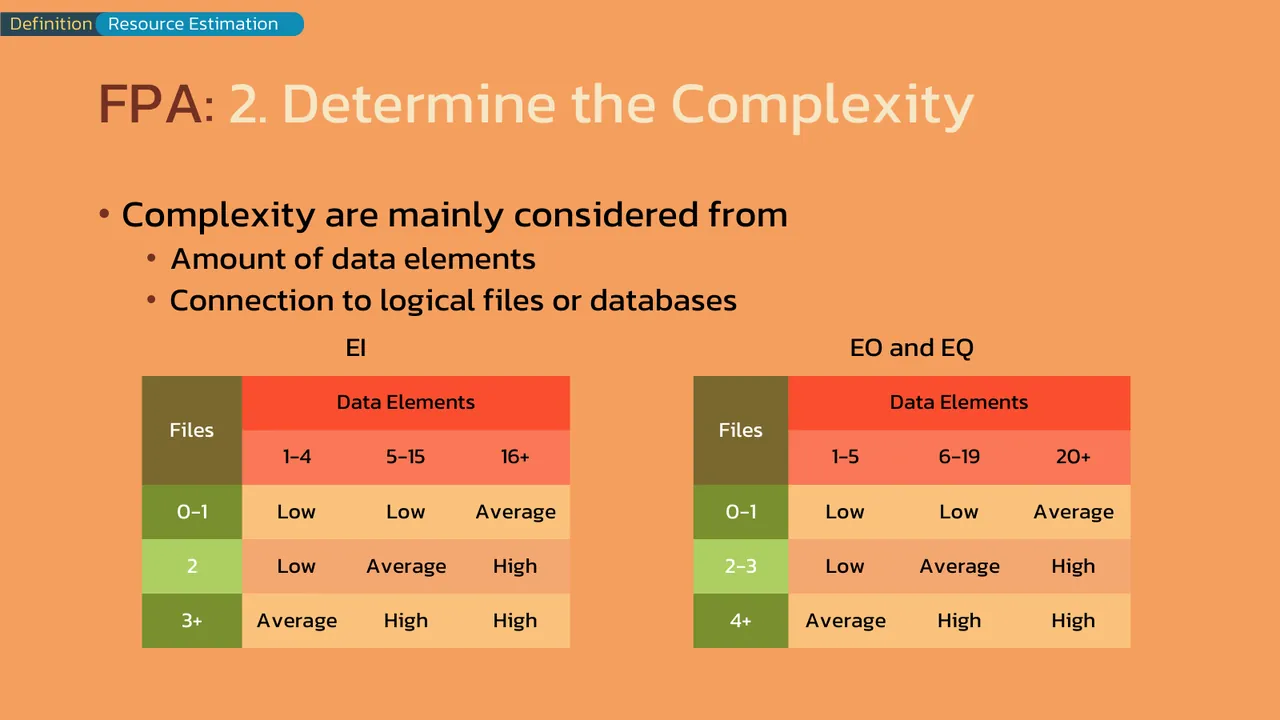 Definition Resource Estimation
FPA: 2. Determine the Complexity
• Complexity are mainly considered from
• Amount of data elements
• Connection to logical files or databases
EI
Files Data Elements
1-4 5-15 16+
0-1 Low Low Average
2 Low Average High
3+ Average High High
EO and EQ
Files Data Elements
1-5 6-19 20+
0-1 Low Low Average
2-3 Low Average High
4+ Average High High